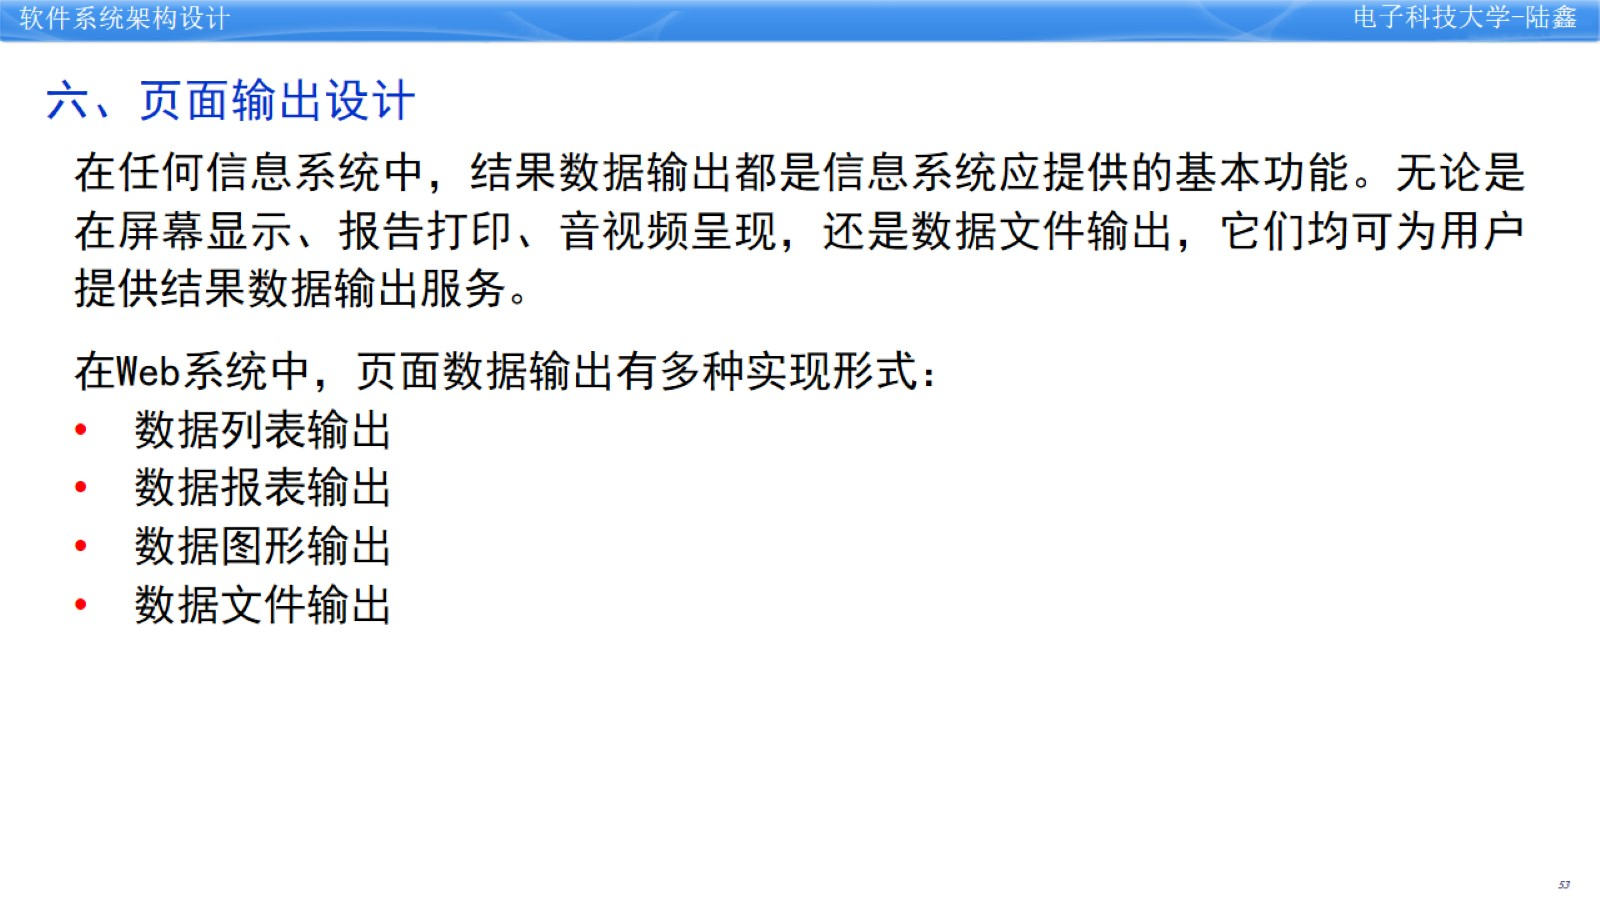 软件系统架构设计
电子科技大学-陆鑫
六、页面输出设计
在任何信息系统中，结果数据输出都是信息系统应提供的基本功能。无论是
在屏幕显示、报告打印、音视频呈现，还是数据文件输出，它们均可为用户
提供结果数据输出服务。
在Web系统中，页面数据输出有多种实现形式：
• 数据列表输出
• 数据报表输出
• 数据图形输出
• 数据文件输出
53